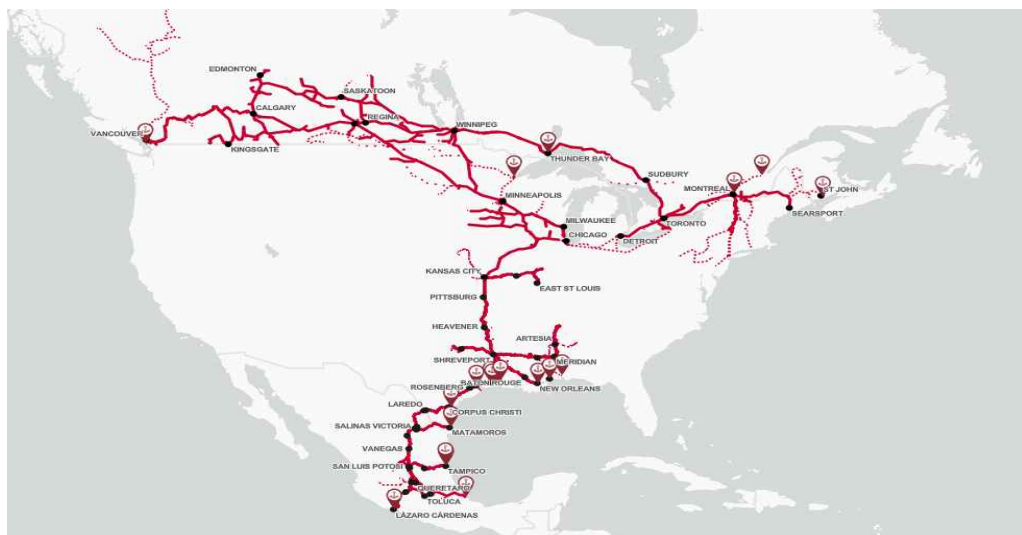 EDMONTON
SASKATOON
CALGARY
REGINA
WINNIPEG
VANCOUVER
KINGSGATE
THUNDER BAY
SUDBURY
MONTREAL
ST JOHN
MINNEAPOLIS
SEARSPORT
MILWAUKEE
TORONTO
CHICAGO
DETROIT
KANSAS CITY
EAST ST LOUIS
PITTSBURG
HEAVENER
ARTESIA
SHREVEPORT
MERIDIAN
BATON ROUGE
ROSENBERG
NEW ORLEANS
LAREDO
CORPUS CHRISTI
SALINAS VICTORIA
MATAMOROS
VANEGAS
SAN LUIS POTOSI
TAMPICO
QUERETARO
TOLUCA
LÁZARO CÁRDENAS